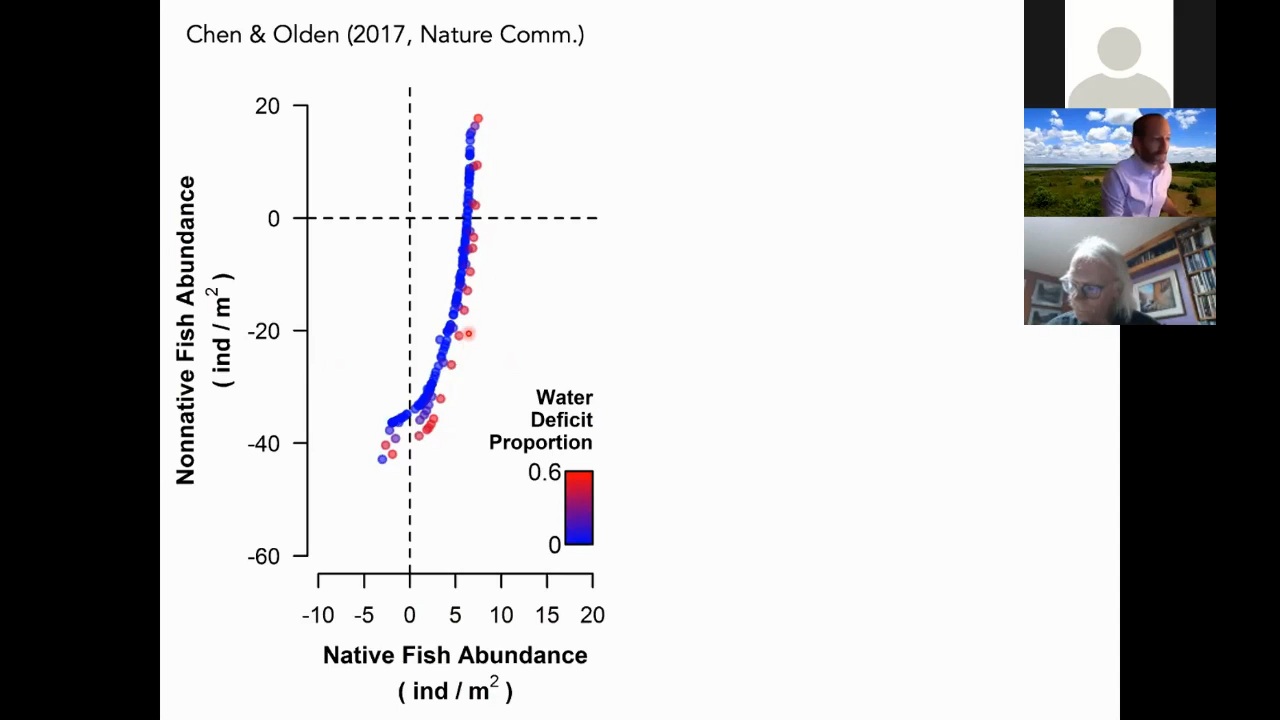 Chen & Olden (2017, Nature Comm.)
20
0
-20
-40
-60
Nonnative Fish Abundance
( ind / m2 )
Water
Deficit
Proportion
0.6
0
-10 -5 0 5 10 15 20
Native Fish Abundance
( ind / m2 )